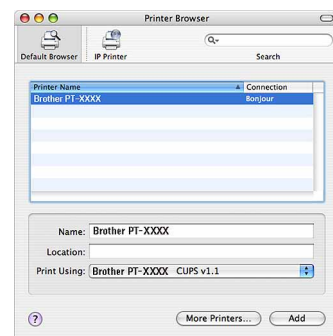 Printer Browser
Default Browser IP Printer Search
Printer Name Connection
Brother PT-XXXX Bonjour
Name: Brother PT-XXXX
Location:
Print Using: Brother PT-XXXX CUPS v1.1
? More Printers... Add